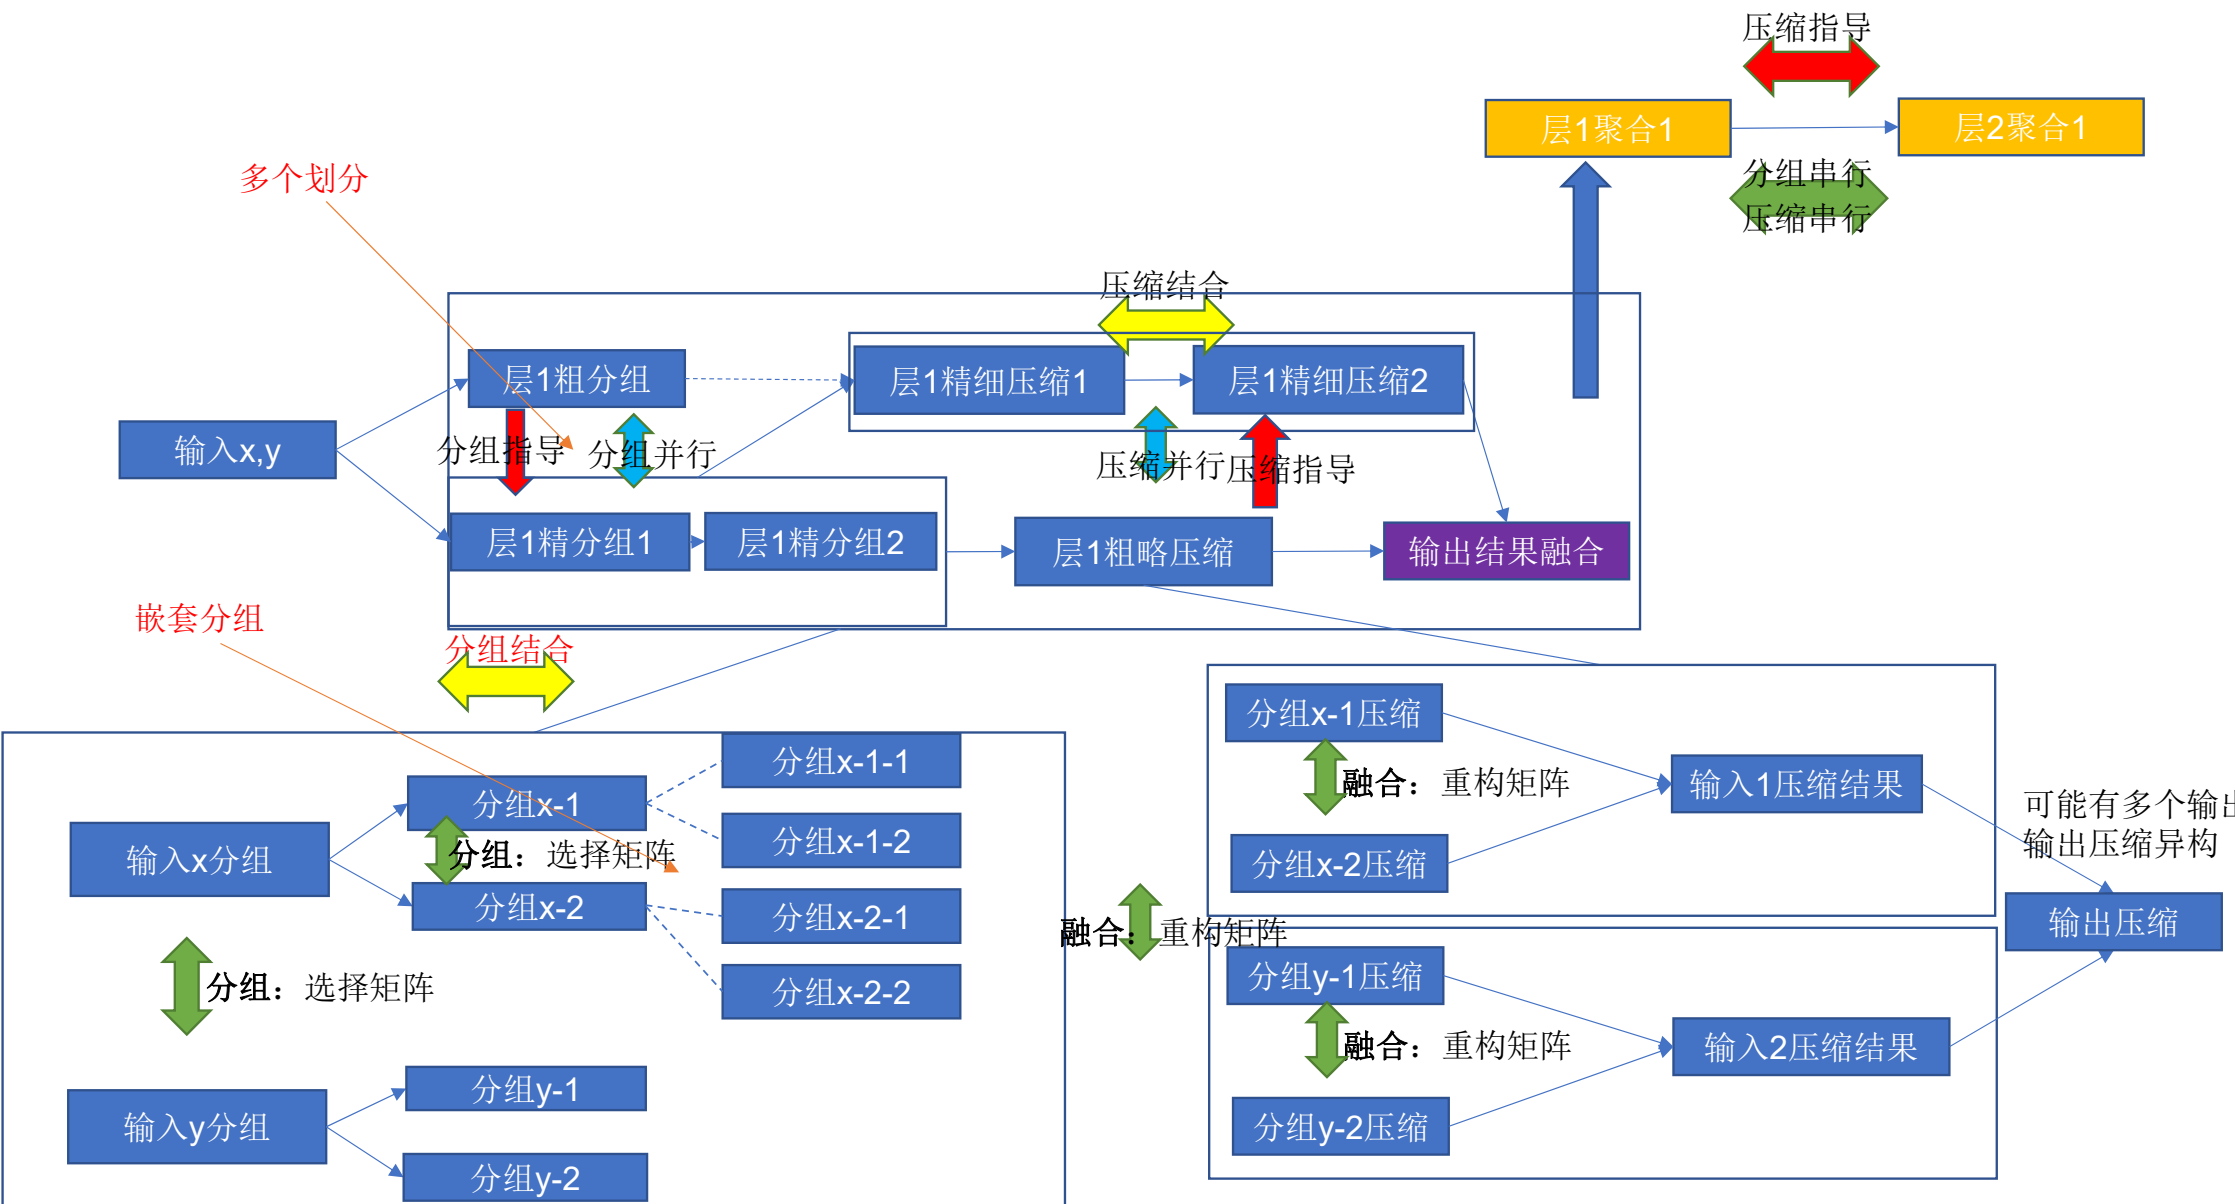 压缩指导
层1聚合1
层2聚合1
分组串行
压缩串行
多个划分
压缩结合
层1粗分组
层1精细压缩1
层1精细压缩2
输入x,y
分组指导
分组并行
压缩并行
压缩指导
层1精分组1
层1精分组2
层1粗略压缩
输出结果融合
嵌套分组
分组结合
分组x-1压缩
融合：重构矩阵
输入1压缩结果
分组x-2压缩
可能有多个输出
输出压缩异构
输出压缩
分组x-1-1
分组x-1
分组x-1-2
输入x分组
分组：选择矩阵
分组x-2
分组x-2-1
分组x-2-2
融合：重构矩阵
分组：选择矩阵
分组y-1压缩
融合：重构矩阵
输入2压缩结果
分组y-2压缩
分组y-1
输入y分组
分组y-2